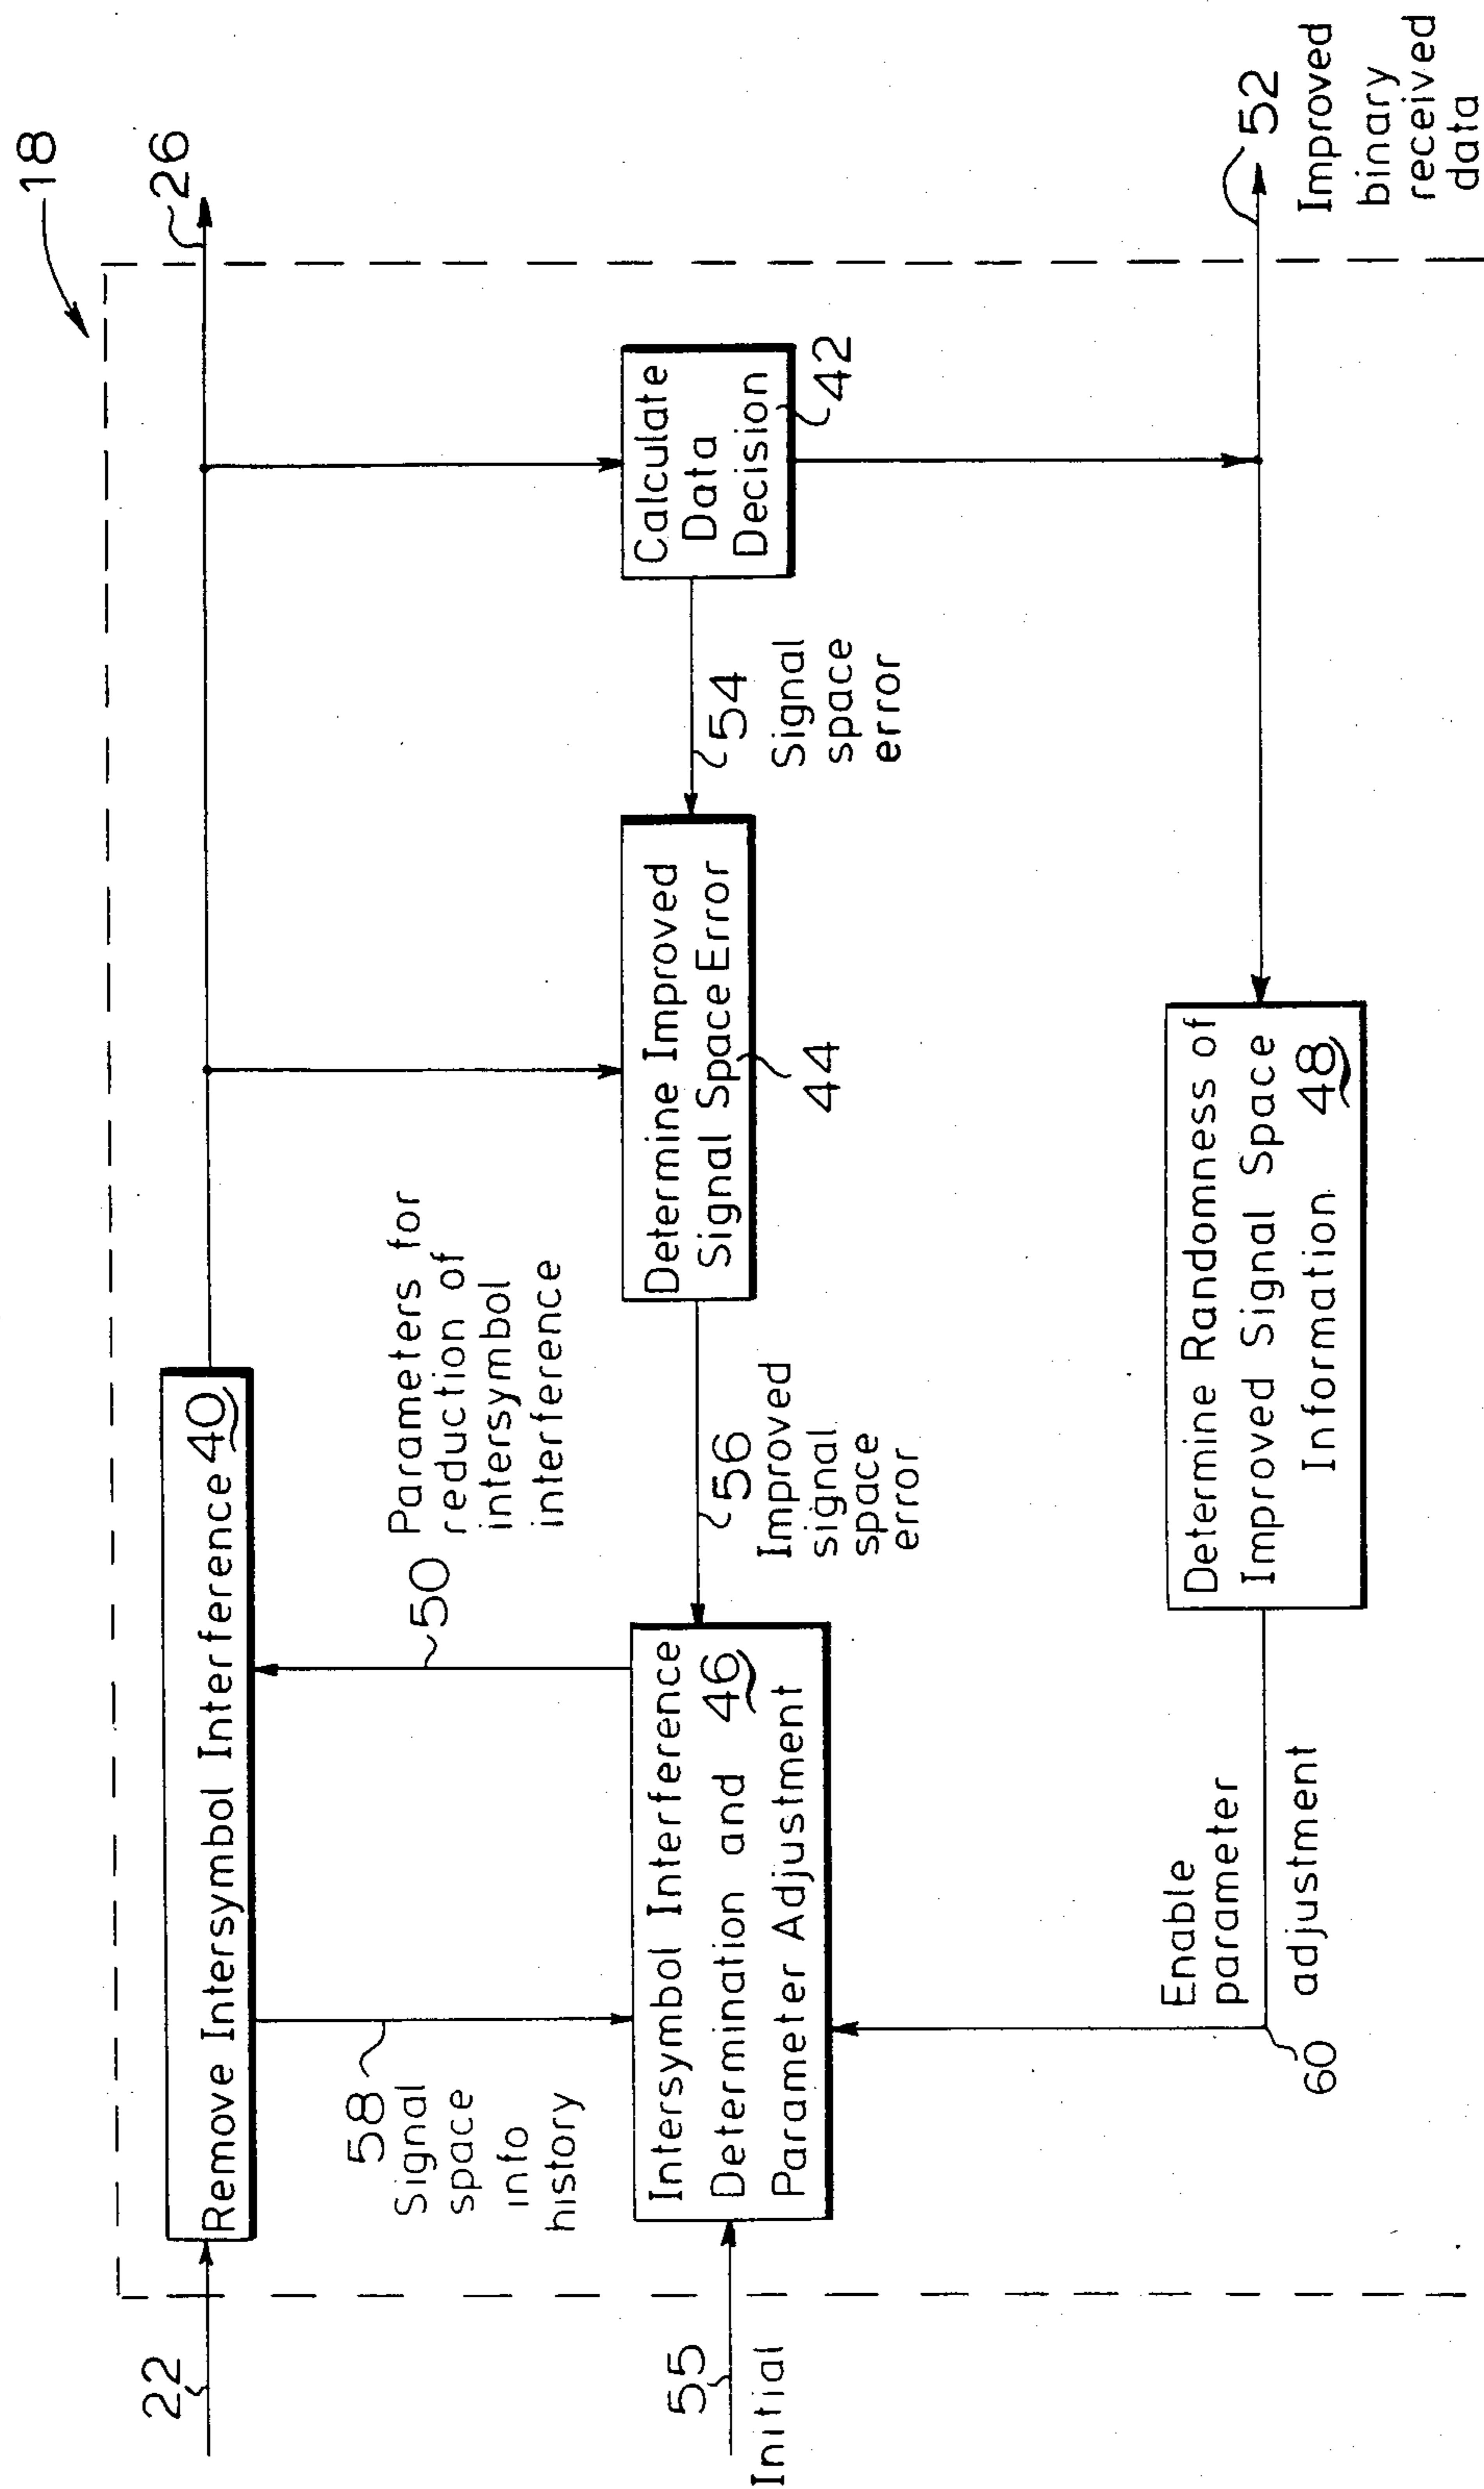 18
22
26
Remove Intersymbol Interference 40
58
Signal
space
info
history
50
Parameters for
reduction of
intersymbol
interference
55
Initial
Intersymbol Interference
Determination and 46
Parameter Adjustment
56
Improved
signal
space
error
Determine Improved
Signal Space Error
44
54
Signal
space
error
Calculate
Data
Decision
42
Enable
parameter
adjustment
60
Determine Randomness of
Improved Signal Space
Information 48
52
Improved
binary
received
data